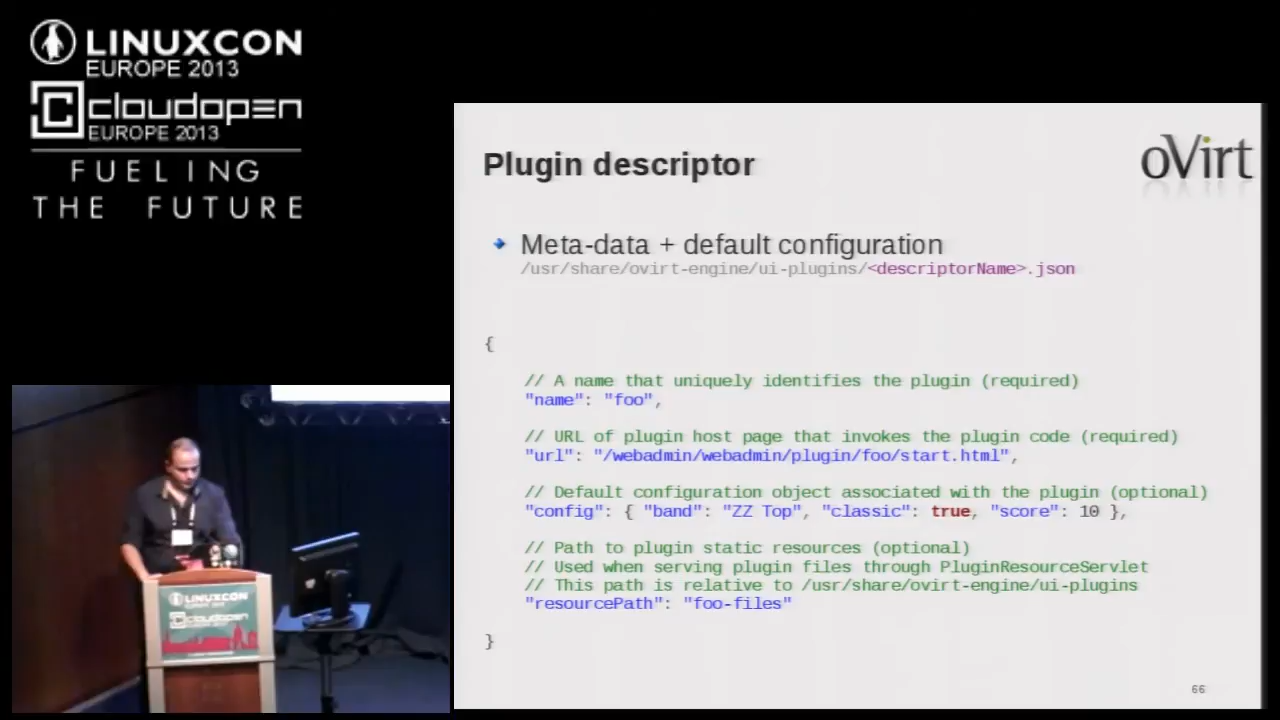 LINUXCON
EUROPE 2013
cloudopen
EUROPE 2013
FUELING
THE FUTURE
oVirt
Plugin descriptor
Meta-data + default configuration
/usr/share/ovirt-engine/ui-plugins/<descriptorName>.json
{
// A name that uniquely identifies the plugin (required)
"name": "foo",
// URL of plugin host page that invokes the plugin code (required)
"url": "/webadmin/webadmin/plugin/foo/start.html",
// Default configuration object associated with the plugin (optional)
"config": { "band": "ZZ Top", "classic": true, "score": 10 },
// Path to plugin static resources (optional)
// Used when serving plugin files through PluginResourceServlet
// This path is relative to /usr/share/ovirt-engine/ui-plugins
"resourcePath": "foo-files"
}
66
LINUXCON
cloudopen